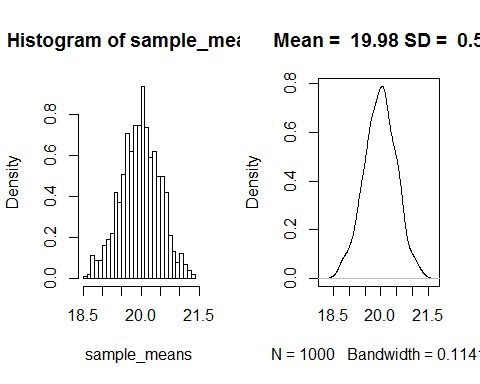 Histogram of sample_mea
Density
0.0 0.2 0.4 0.6 0.8
18.5 20.0 21.5
sample_means
Mean = 19.98 SD = 0.5
Density
0.0 0.2 0.4 0.6 0.8
18.5 20.0 21.5
N = 1000 Bandwidth = 0.1141